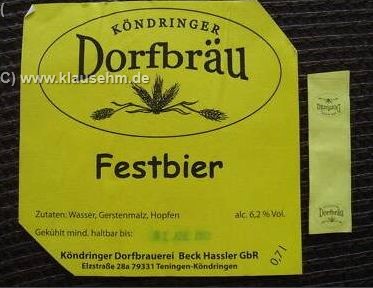 KÖNDRINGER
Dorfbräu
(C) www.klausehm.de
Festbier
Zutaten: Wasser, Gerstenmalz, Hopfen
alc. 6,2 % Vol.
Gekühlt mind. haltbar bis:
0,7 l
Köndringer Dorfbrauerei Beck Hassler GbR
Elzstraße 28a 79331 Teningen-Köndringen
Dorfbräu
Dorfbräu